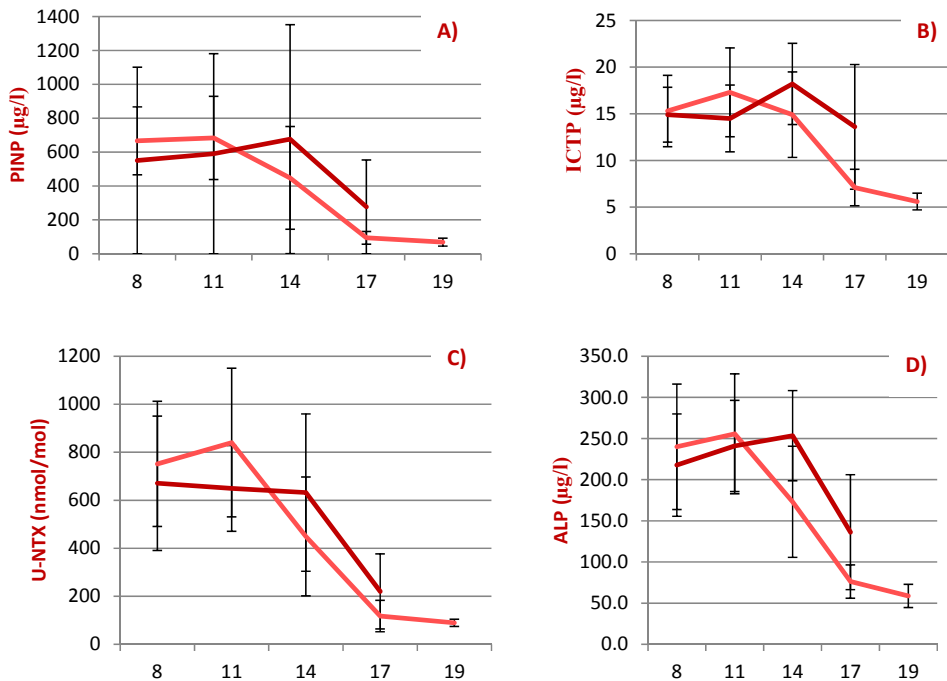 A)
PINP (µg/l)
1400
1200
1000
800
600
400
200
0
8 11 14 17 19
B)
ICTP (µg/l)
25
20
15
10
5
0
8 11 14 17 19
C)
U-NTX (nmol/mol)
1200
1000
800
600
400
200
0
8 11 14 17 19
D)
ALP (µg/l)
350.0
300.0
250.0
200.0
150.0
100.0
50.0
0.0
8 11 14 17 19